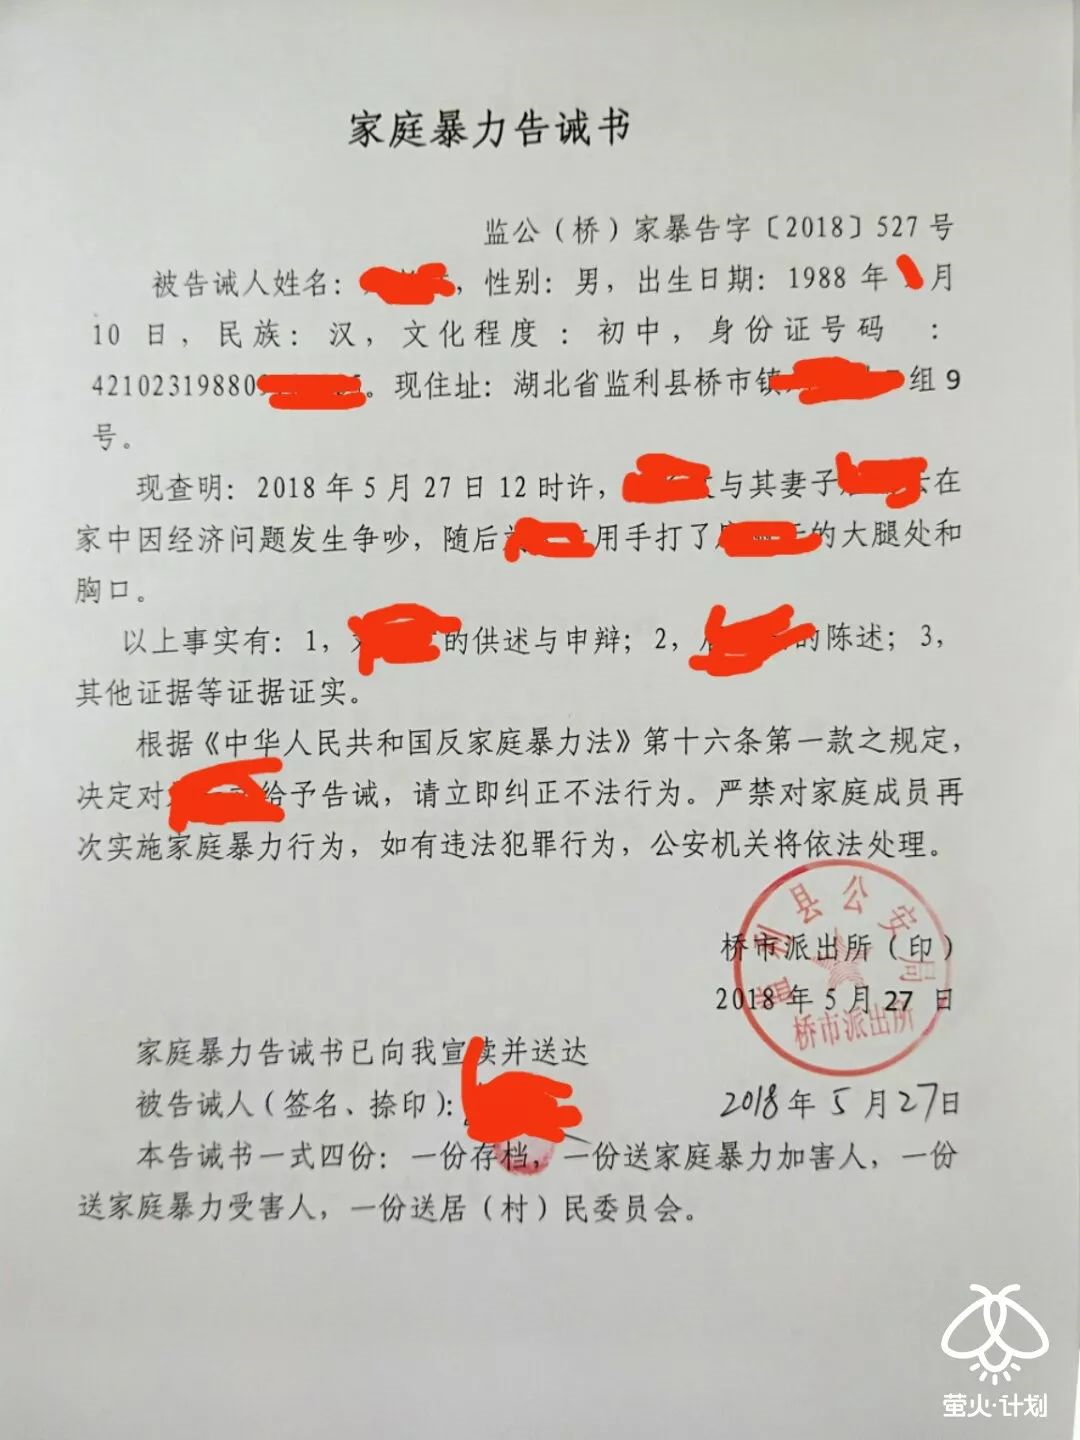 家庭暴力告诫书
监公（桥）家暴告字〔2018〕527号
被告诫人姓名：，性别：男，出生日期：1988年月
10日，民族：汉，文化程度：初中，身份证号码：
42102319880。现住址：湖北省监利县桥市镇组9
号。
现查明：2018年5月27日12时许，与其妻子在
家中因经济问题发生争吵，随后用手打了的大腿处和
胸口。
以上事实有：1，的供述与申辩；2，的陈述；3，
其他证据等证据证实。
根据《中华人民共和国反家庭暴力法》第十六条第一款之规定，
决定对给予告诫，请立即纠正不法行为。严禁对家庭成员再
次实施家庭暴力行为，如有违法犯罪行为，公安机关将依法处理。
监利县公安局
桥市派出所（印）
2018年5月27日
桥市派出所
家庭暴力告诫书已向我宣读并送达
被告诫人（签名、捺印）：2018年5月27日
本告诫书一式四份：一份存档，一份送家庭暴力加害人，一份
送家庭暴力受害人，一份送居（村）民委员会。
萤火·计划